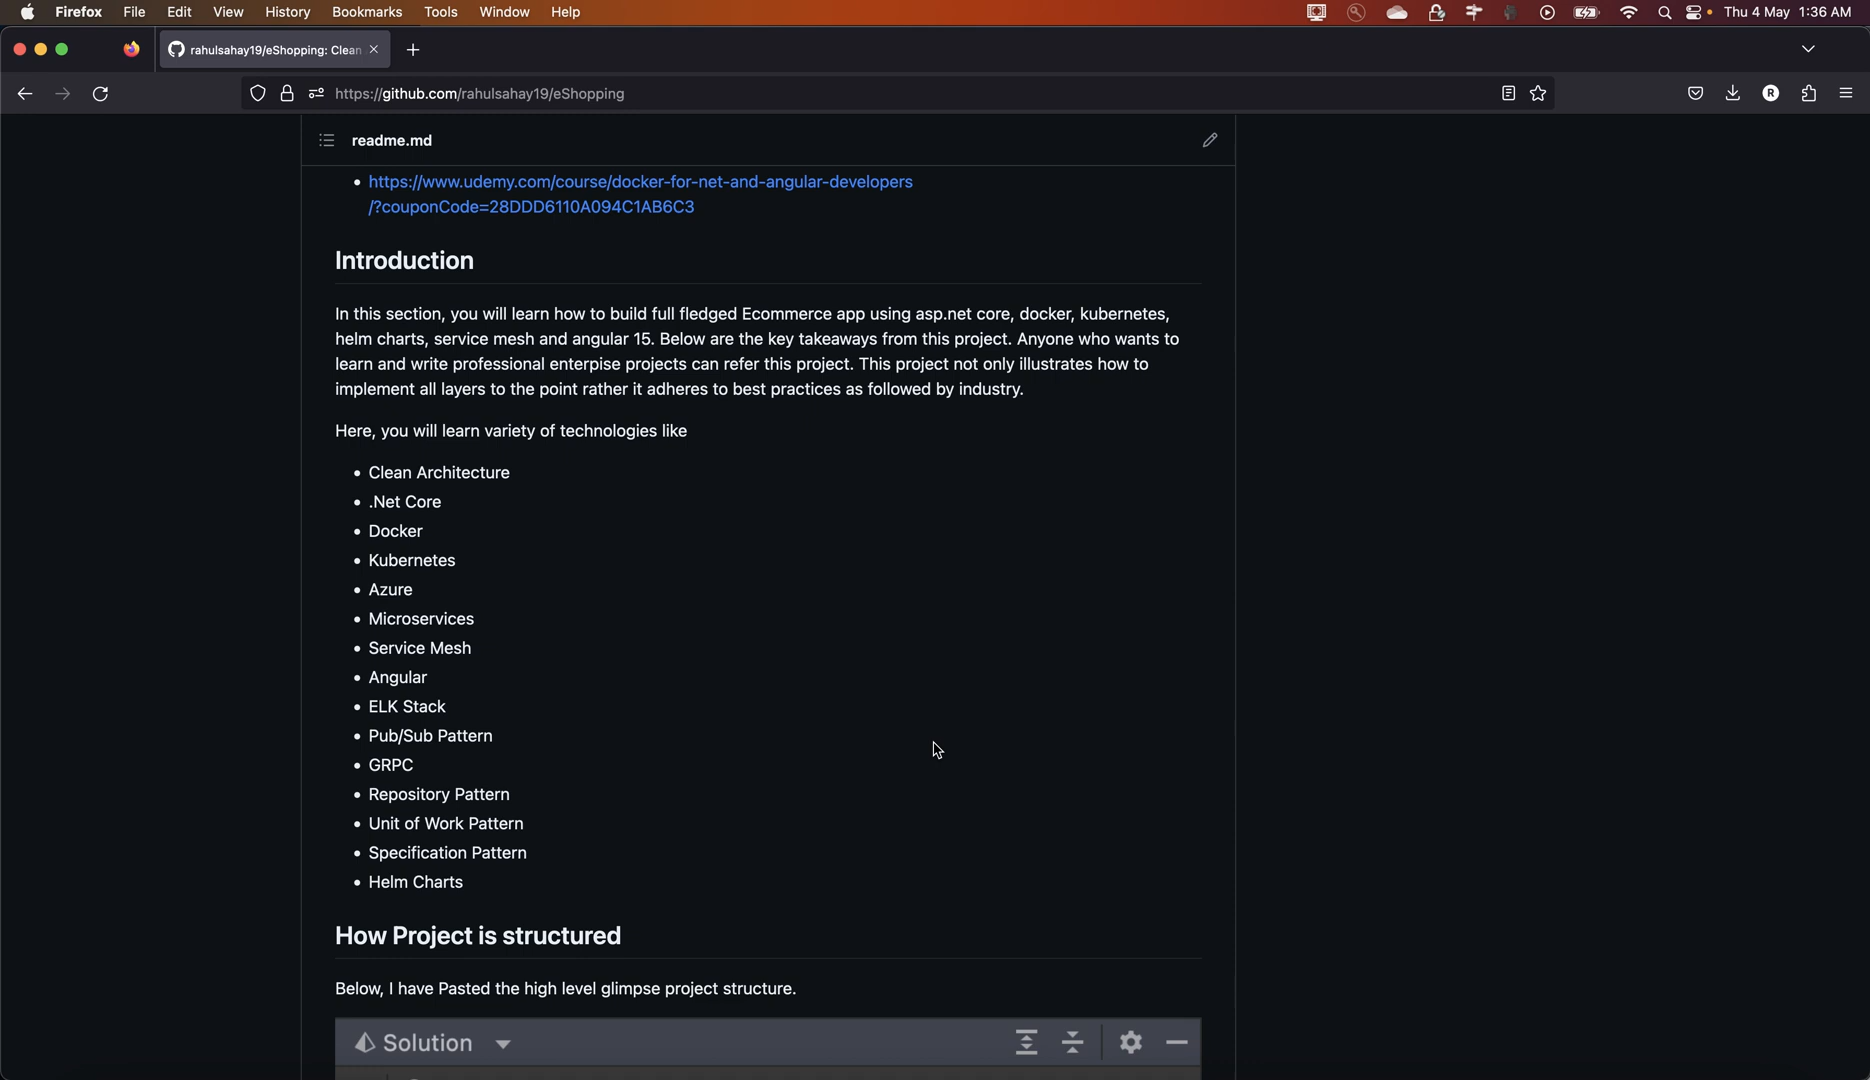 Firefox File Edit View History Bookmarks Tools Window Help Thu 4 May 1:36 AM
rahulsahay19/eShopping: Clean
https://github.com/rahulsahay19/eShopping
R
readme.md
https://www.udemy.com/course/docker-for-net-and-angular-developers
/?couponCode=28DDD6110A094C1AB6C3
Introduction
In this section, you will learn how to build full fledged Ecommerce app using asp.net core, docker, kubernetes,
helm charts, service mesh and angular 15. Below are the key takeaways from this project. Anyone who wants to
learn and write professional enterpise projects can refer this project. This project not only illustrates how to
implement all layers to the point rather it adheres to best practices as followed by industry.
Here, you will learn variety of technologies like
• Clean Architecture
• .Net Core
• Docker
• Kubernetes
• Azure
• Microservices
• Service Mesh
• Angular
• ELK Stack
• Pub/Sub Pattern
• GRPC
• Repository Pattern
• Unit of Work Pattern
• Specification Pattern
• Helm Charts
How Project is structured
Below, I have Pasted the high level glimpse project structure.
Solution